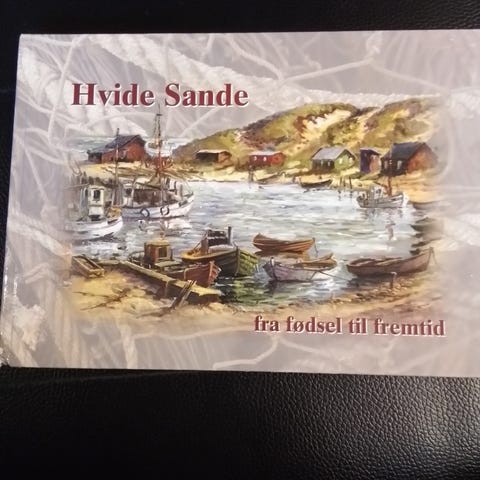 Hvide Sande
fra fødsel til fremtid